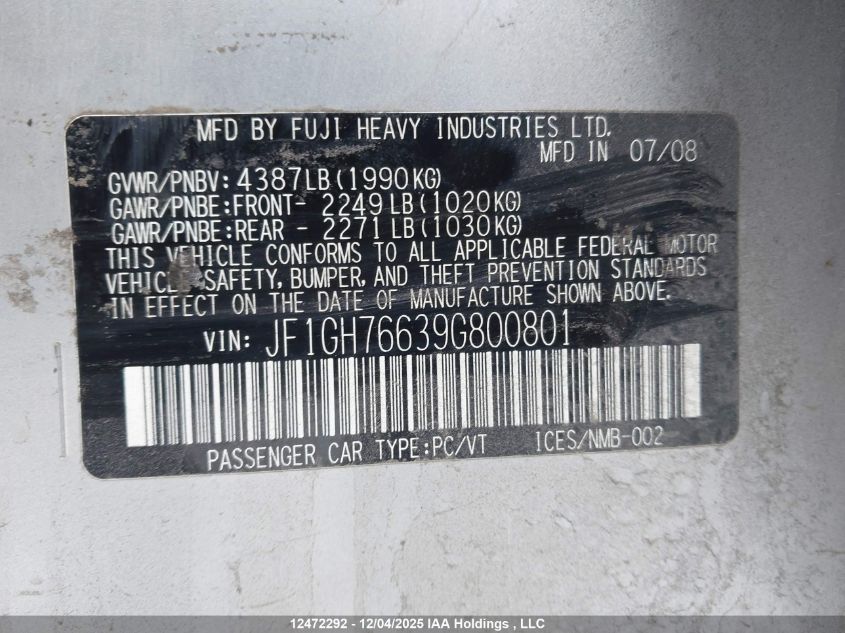 MFD BY FUJI HEAVY INDUSTRIES LTD.
MFD IN 07/08
GVWR/PNBV: 4387LB(1990KG)
GAWR/PNBE:FRONT- 2249LB(1020KG)
GAWR/PNBE:REAR - 2271LB(1030KG)
THIS VEHICLE CONFORMS TO ALL APPLICABLE FEDERAL MOTOR
VEHICLE SAFETY, BUMPER, AND THEFT PREVENTION STANDARDS
IN EFFECT ON THE DATE OF MANUFACTURE SHOWN ABOVE.
VIN: JF1GH76639G800801
PASSENGER CAR TYPE:PC/VT ICES/NMB-002
12472292 - 12/04/2025 IAA Holdings , LLC